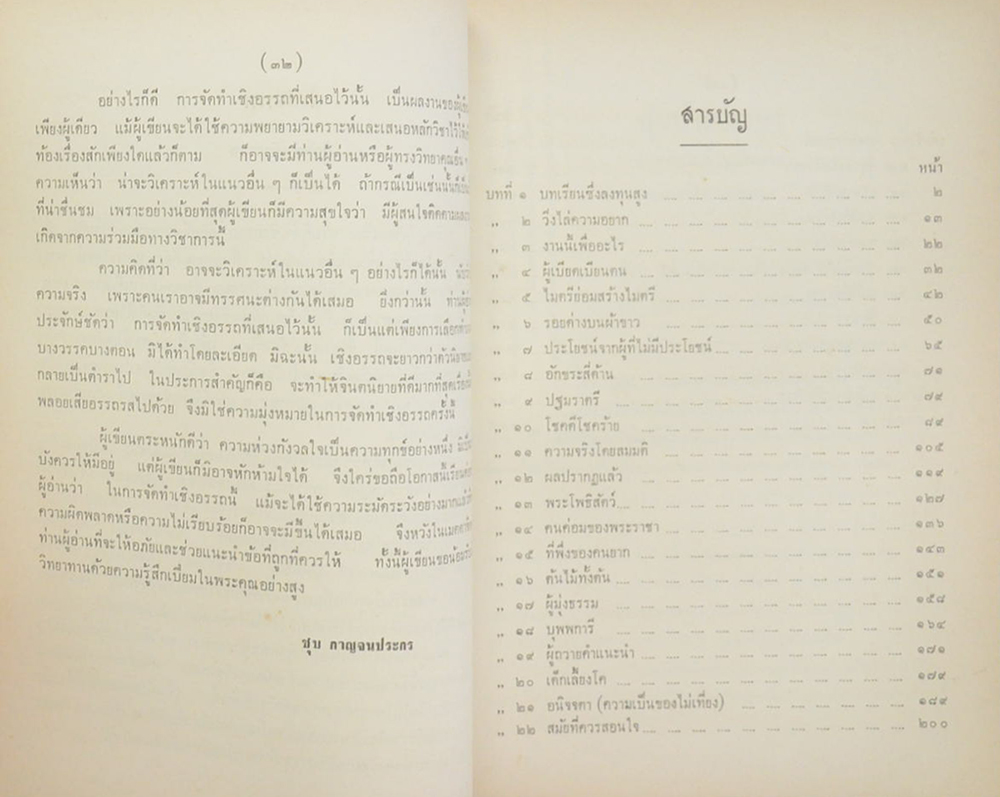 (๓๒)
อย่างไรก็ดี การจัดทำเชิงอรรถที่เสนอไว้นั้น เป็นผลงานของ
เพียงผู้เดียว แม้ผู้เขียนจะได้ใช้ความพยายามวิเคราะห์และเสนอหลักวิชาไว้
ท้องเรื่องสักเพียงใดแล้วก็ตาม ก็อาจจะมีท่านผู้อ่านหรือผู้ทรงวิทยาคุณอื่น ๆ
ความเห็นว่า น่าจะวิเคราะห์ในแนวอื่น ๆ ก็เป็นได้ ถ้ากรณีเป็นเช่นนั้น
ที่น่าชื่นชม เพราะอย่างน้อยที่สุดผู้เขียนก็มีความสุขใจว่า มีผู้สนใจติดตาม
เกิดจากความร่วมมือทางวิชาการนี้
ความคิดที่ว่า อาจจะวิเคราะห์ในแนวอื่น ๆ อย่างไรก็ได้นั้น
ความจริง เพราะคนเราอาจมีทรรศนะต่างกันได้เสมอ ยิ่งกว่านั้น
ประจักษ์ชัดว่า การจัดทำเชิงอรรถที่เสนอไว้นั้น ก็เป็นแต่เพียงการเลือก
บางวรรคบางตอน มิได้ทำโดยละเอียด มิฉะนั้น เชิงอรรถจะยาวกว่า
กลายเป็นตำราไป ในประการสำคัญก็คือ จะทำให้จินตนิยายที่ดีมากที่สุด
พลอยเสียอรรถรสไปด้วย จึงมิใช่ความมุ่งหมายในการจัดทำเชิงอรรถครั้งนี้
ผู้เขียนตระหนักดีว่า ความห่วงกังวลใจเป็นความทุกข์อย่างหนึ่ง
บังควรให้มีอยู่ แต่ผู้เขียนก็มิอาจหักห้ามใจได้ จึงใคร่ขอถือโอกาสนี้เรียน
ผู้อ่านว่า ในการจัดทำเชิงอรรถนี้ แม้จะได้ใช้ความระมัดระวังอย่างมาก
ความผิดพลาดหรือความไม่เรียบร้อยก็อาจจะมีขึ้นได้เสมอ จึงหวังใน
ท่านผู้อ่านที่จะให้อภัยและช่วยแนะนำข้อที่ถูกที่ควรให้ ทั้งนี้ผู้เขียนขอน้อม
วิทยาทานด้วยความรู้สึกเปี่ยมในพระคุณอย่างสูง
ชุบ กาญจนประกร
สารบัญ
หน้า
บทที่ ๑ บทเรียนซึ่งลงทุนสูง .... ๒
,, ๒ วิ่งไล่ความอยาก .... ๑๓
,, ๓ งานนี้เพื่ออะไร .... ๒๒
,, ๔ ผู้เบียดเบียนตน .... ๓๒
,, ๕ ไมตรีย่อมสร้างไมตรี .... ๔๒
,, ๖ รอยด่างบนผ้าขาว .... ๕๐
,, ๗ ประโยชน์จากผู้ที่ไม่มีประโยชน์ .... ๖๕
,, ๘ อักขระสี่ด้าน .... ๗๑
,, ๙ ปฐมราตรี .... ๗๙
,, ๑๐ โชคดีโชคร้าย .... ๘๙
,, ๑๑ ความจริงโดยสมมติ .... ๑๐๕
,, ๑๒ ผลปรากฏแล้ว .... ๑๑๙
,, ๑๓ พระโพธิสัตว์ .... ๑๒๗
,, ๑๔ คนค่อมของพระราชา .... ๑๓๖
,, ๑๕ ที่พึ่งของคนยาก .... ๑๔๓
,, ๑๖ ต้นไม้ทั้งต้น .... ๑๕๑
,, ๑๗ ผู้มุ่งธรรม .... ๑๕๘
,, ๑๘ บุพพการี .... ๑๖๔
,, ๑๙ ผู้ถวายคำแนะนำ .... ๑๗๑
,, ๒๐ เด็กเลี้ยงโค .... ๑๗๙
,, ๒๑ อนิจจตา (ความเป็นของไม่เที่ยง) .... ๑๘๙
,, ๒๒ สมัยที่ควรสอนใจ .... ๒๐๐